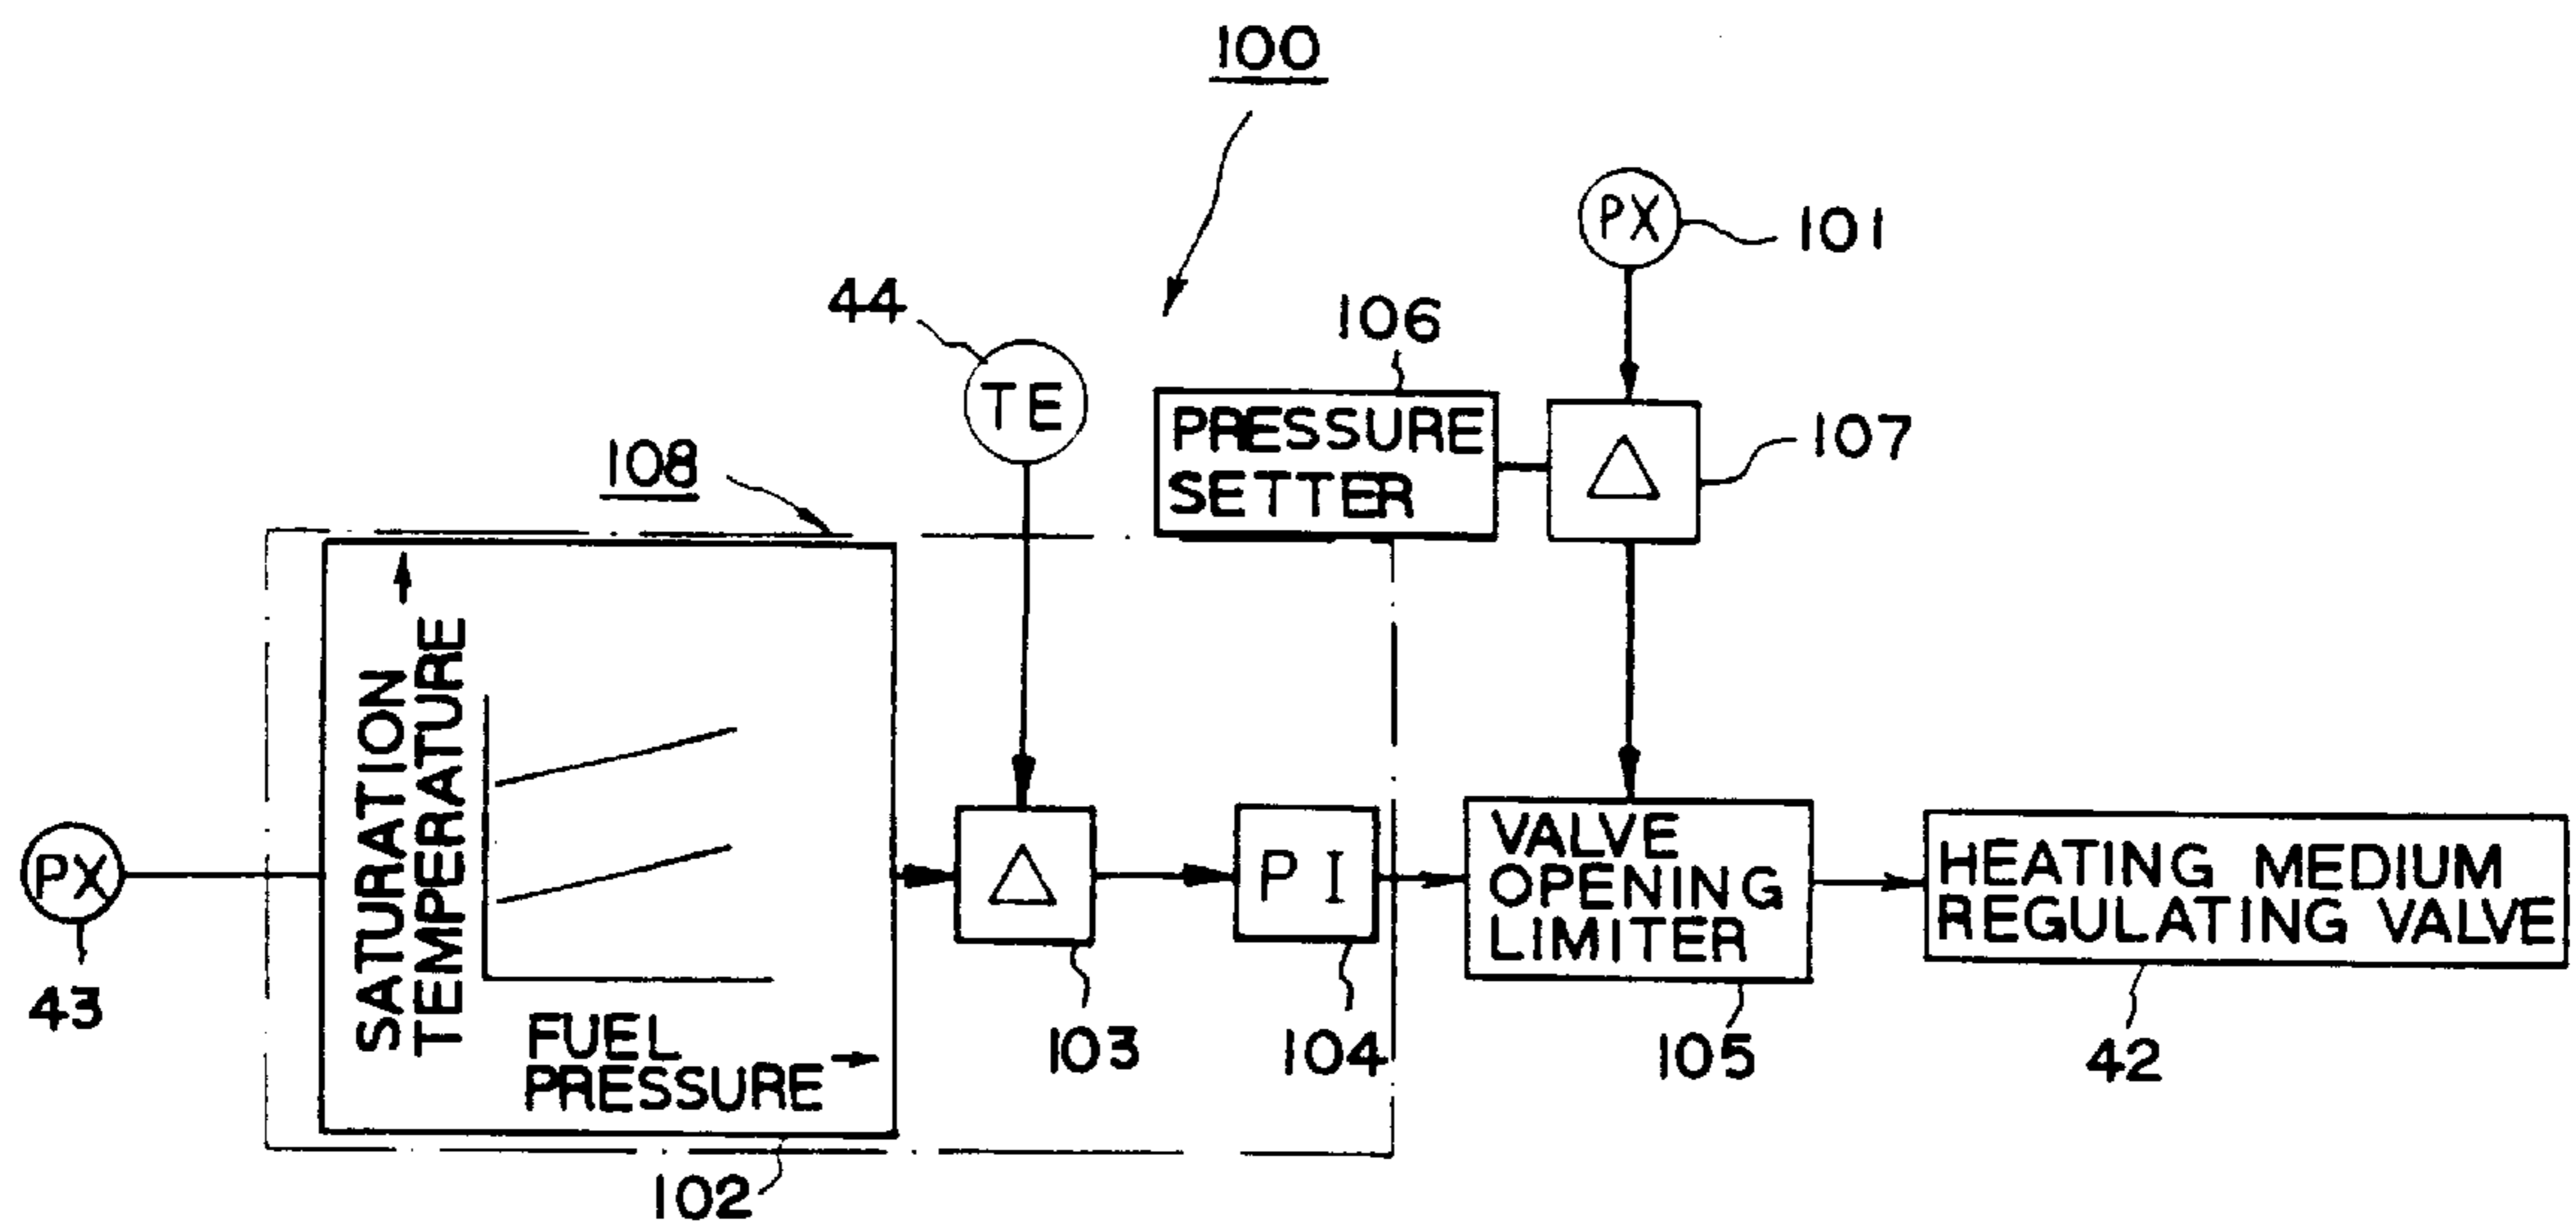 100
PX
101
44
106
TE
PRESSURE
SETTER
△
107
108
SATURATION
TEMPERATURE
PX
43
△
PI
VALVE
OPENING
LIMITER
HEATING MEDIUM
REGULATING VALVE
FUEL
PRESSURE
103
104
105
42
102